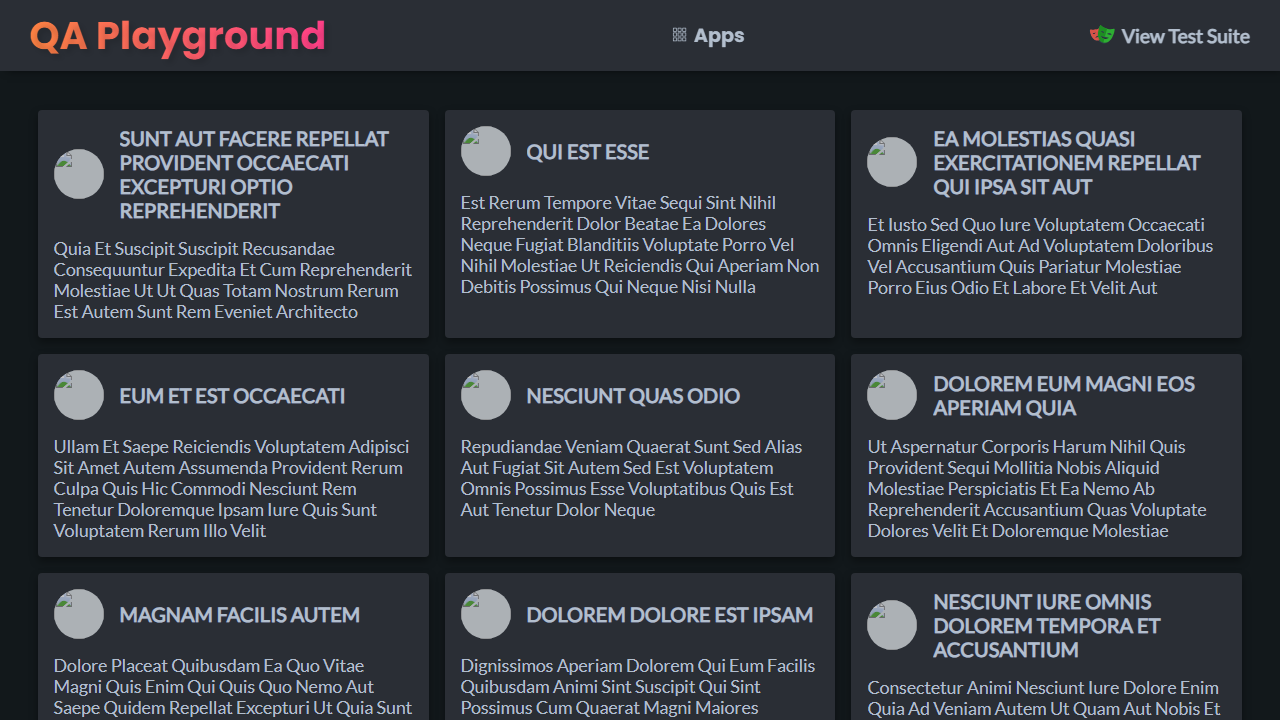 QA Playground
Apps
View Test Suite
SUNT AUT FACERE REPELLAT
PROVIDENT OCCAECATI
EXCEPTURI OPTIO
REPREHENDERIT
Quia Et Suscipit Suscipit Recusandae
Consequuntur Expedita Et Cum Reprehenderit
Molestiae Ut Ut Quas Totam Nostrum Rerum
Est Autem Sunt Rem Eveniet Architecto
QUI EST ESSE
Est Rerum Tempore Vitae Sequi Sint Nihil
Reprehenderit Dolor Beatae Ea Dolores
Neque Fugiat Blanditiis Voluptate Porro Vel
Nihil Molestiae Ut Reiciendis Qui Aperiam Non
Debitis Possimus Qui Neque Nisi Nulla
EA MOLESTIAS QUASI
EXERCITATIONEM REPELLAT
QUI IPSA SIT AUT
Et Iusto Sed Quo Iure Voluptatem Occaecati
Omnis Eligendi Aut Ad Voluptatem Doloribus
Vel Accusantium Quis Pariatur Molestiae
Porro Eius Odio Et Labore Et Velit Aut
EUM ET EST OCCAECATI
Ullam Et Saepe Reiciendis Voluptatem Adipisci
Sit Amet Autem Assumenda Provident Rerum
Culpa Quis Hic Commodi Nesciunt Rem
Tenetur Doloremque Ipsam Iure Quis Sunt
Voluptatem Rerum Illo Velit
NESCIUNT QUAS ODIO
Repudiandae Veniam Quaerat Sunt Sed Alias
Aut Fugiat Sit Autem Sed Est Voluptatem
Omnis Possimus Esse Voluptatibus Quis Est
Aut Tenetur Dolor Neque
DOLOREM EUM MAGNI EOS
APERIAM QUIA
Ut Aspernatur Corporis Harum Nihil Quis
Provident Sequi Mollitia Nobis Aliquid
Molestiae Perspiciatis Et Ea Nemo Ab
Reprehenderit Accusantium Quas Voluptate
Dolores Velit Et Doloremque Molestiae
MAGNAM FACILIS AUTEM
Dolore Placeat Quibusdam Ea Quo Vitae
Magni Quis Enim Qui Quis Quo Nemo Aut
Saepe Quidem Repellat Excepturi Ut Quia Sunt
DOLOREM DOLORE EST IPSAM
Dignissimos Aperiam Dolorem Qui Eum Facilis
Quibusdam Animi Sint Suscipit Qui Sint
Possimus Cum Quaerat Magni Maiores
NESCIUNT IURE OMNIS
DOLOREM TEMPORA ET
ACCUSANTIUM
Consectetur Animi Nesciunt Iure Dolore Enim
Quia Ad Veniam Autem Ut Quam Aut Nobis Et